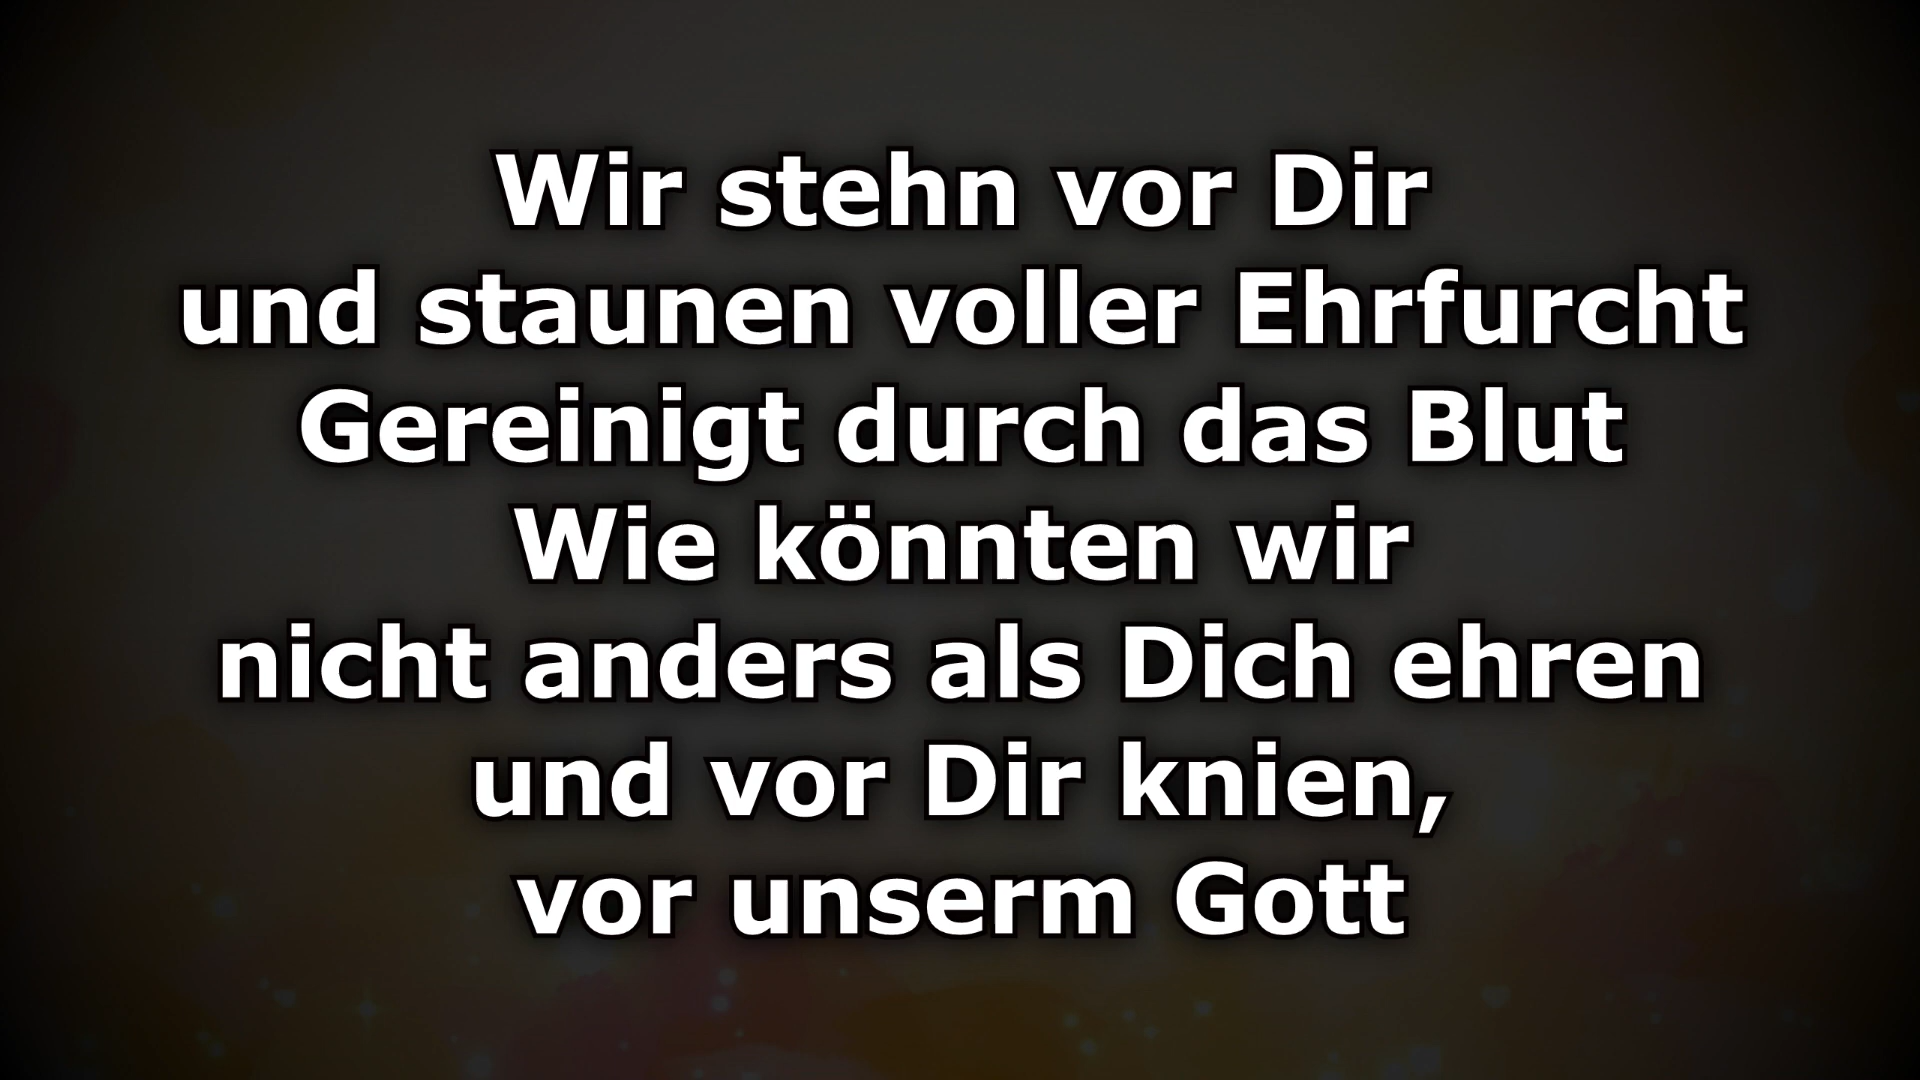 Wir stehn vor Dir
und staunen voller Ehrfurcht
Gereinigt durch das Blut
Wie könnten wir
nicht anders als Dich ehren
und vor Dir knien,
vor unserm Gott